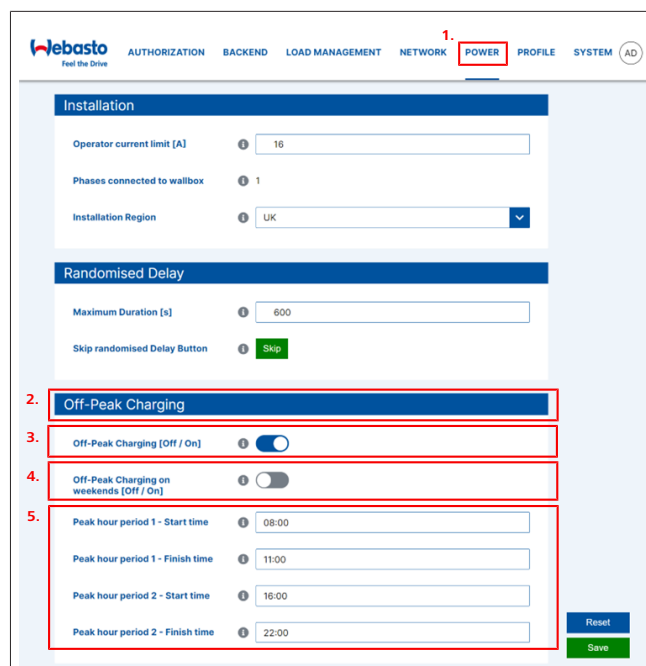 1.
Webasto
Feel the Drive
AUTHORIZATION BACKEND LOAD MANAGEMENT NETWORK POWER PROFILE SYSTEM AD
Installation
Operator current limit [A] 16
Phases connected to wallbox 1
Installation Region UK
Randomised Delay
Maximum Duration [s] 600
Skip randomised Delay Button Skip
2. Off-Peak Charging
3. Off-Peak Charging [Off / On]
4. Off-Peak Charging on
weekends [Off / On]
5. Peak hour period 1 - Start time 08:00
Peak hour period 1 - Finish time 11:00
Peak hour period 2 - Start time 16:00
Peak hour period 2 - Finish time 22:00
Reset
Save